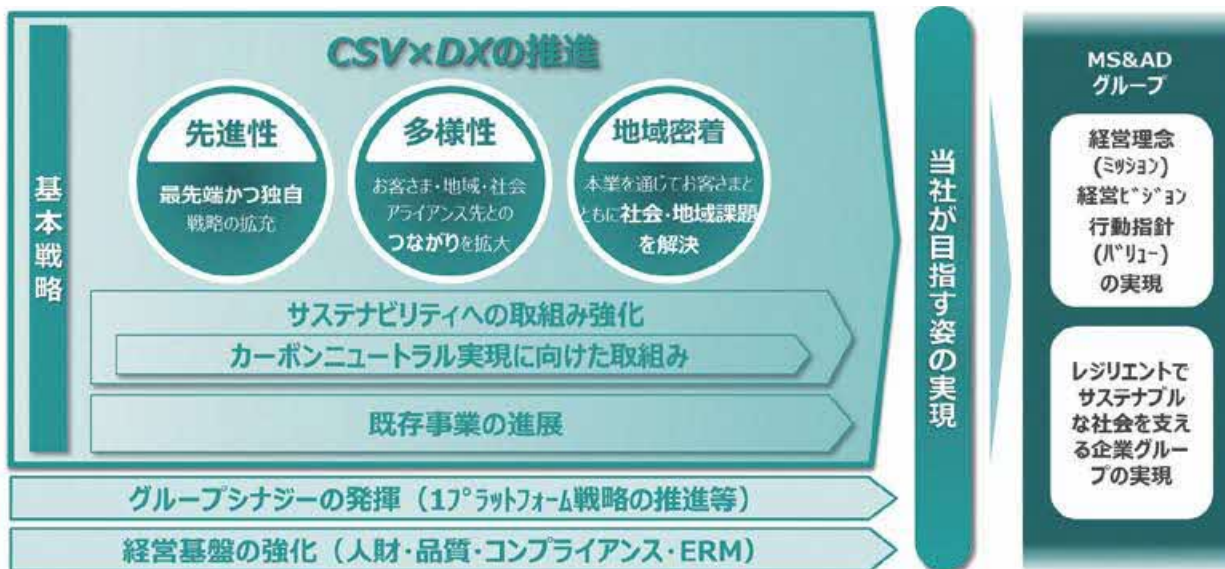 CSV×DXの推進
基本戦略
先進性
最先端かつ独自
戦略の拡充
多様性
お客さま・地域・社会
アライアンス先との
つながりを拡大
地域密着
本業を通じてお客さまと
ともに社会・地域課題
を解決
サステナビリティへの取組み強化
カーボンニュートラル実現に向けた取組み
既存事業の進展
グループシナジーの発揮（1ﾌﾟﾗｯﾄﾌｫｰﾑ戦略の推進等）
経営基盤の強化（人財・品質・コンプライアンス・ERM）
当社が目指す姿の実現
MS&AD
グループ
経営理念
(ﾐｯｼｮﾝ)
経営ﾋﾞｼﾞｮﾝ
行動指針
(ﾊﾞﾘｭｰ)
の実現
レジリエントで
サステナブル
な社会を支え
る企業グルー
プの実現